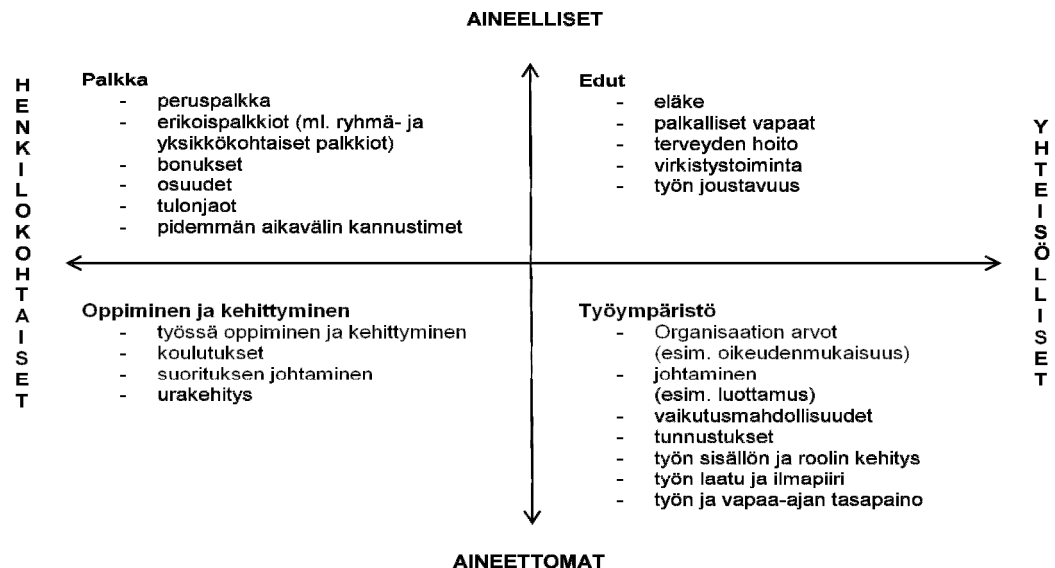 AINEELLISET
HENKILOKOHTAISET
Palkka
- peruspalkka
- erikoispalkkiot (ml. ryhmä- ja
yksikkökohtaiset palkkiot)
- bonukset
- osuudet
- tulonjaot
- pidemmän aikavälin kannustimet
Edut
- eläke
- palkalliset vapaat
- terveyden hoito
- virkistystoiminta
- työn joustavuus
YHTEISÖLLISET
Oppiminen ja kehittyminen
- työssä oppiminen ja kehittyminen
- koulutukset
- suorituksen johtaminen
- urakehitys
Työympäristö
- Organisaation arvot
(esim. oikeudenmukaisuus)
- johtaminen
(esim. luottamus)
- vaikutusmahdollisuudet
- tunnustukset
- työn sisällön ja roolin kehitys
- työn laatu ja ilmapiiri
- työn ja vapaa-ajan tasapaino
AINEETTOMAT